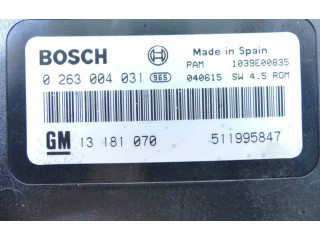 BOSCH Made in Spain
0 263 004 031 965 PAM 1039E00835
040615 SW 4.5 ROM
GM 13 181 070 511995847